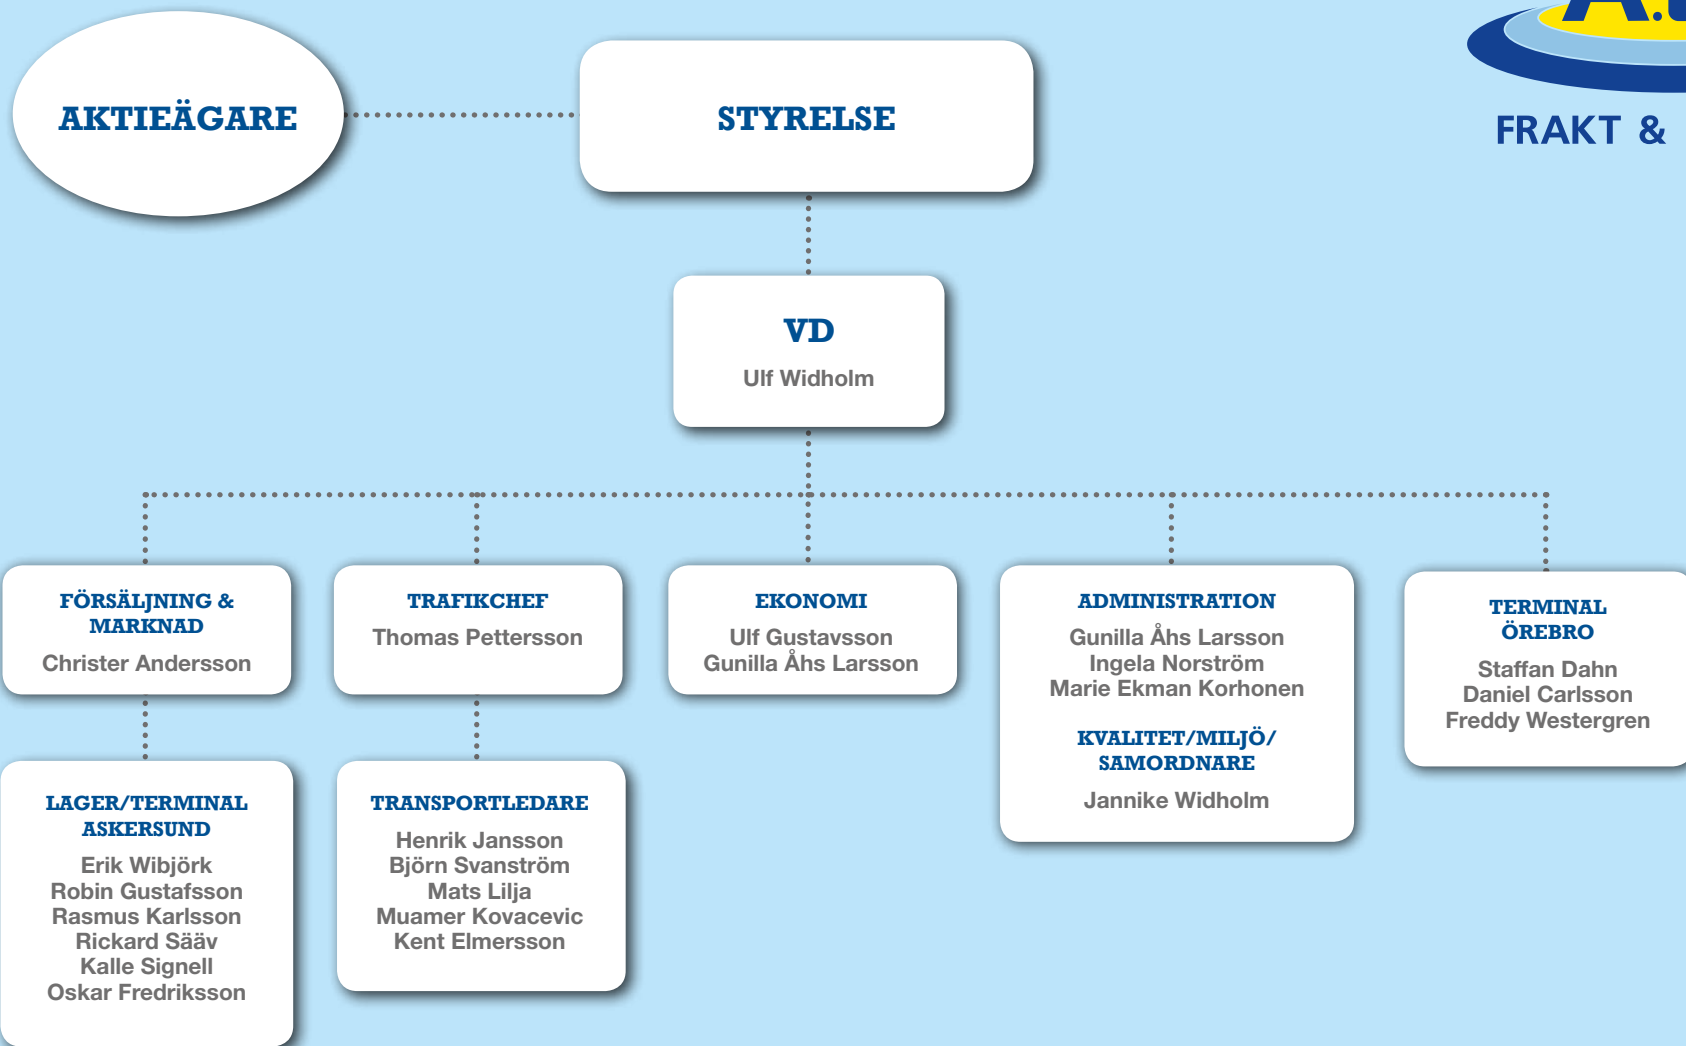 AKTIEÄGARE
STYRELSE
FRAKT &
VD
Ulf Widholm
FÖRSÄLJNING &
MARKNAD
Christer Andersson
TRAFIKCHEF
Thomas Pettersson
EKONOMI
Ulf Gustavsson
Gunilla Åhs Larsson
ADMINISTRATION
Gunilla Åhs Larsson
Ingela Norström
Marie Ekman Korhonen
KVALITET/MILJÖ/
SAMORDNARE
Jannike Widholm
TERMINAL
ÖREBRO
Staffan Dahn
Daniel Carlsson
Freddy Westergren
LAGER/TERMINAL
ASKERSUND
Erik Wibjörk
Robin Gustafsson
Rasmus Karlsson
Rickard Sääv
Kalle Signell
Oskar Fredriksson
TRANSPORTLEDARE
Henrik Jansson
Björn Svanström
Mats Lilja
Muamer Kovacevic
Kent Elmersson